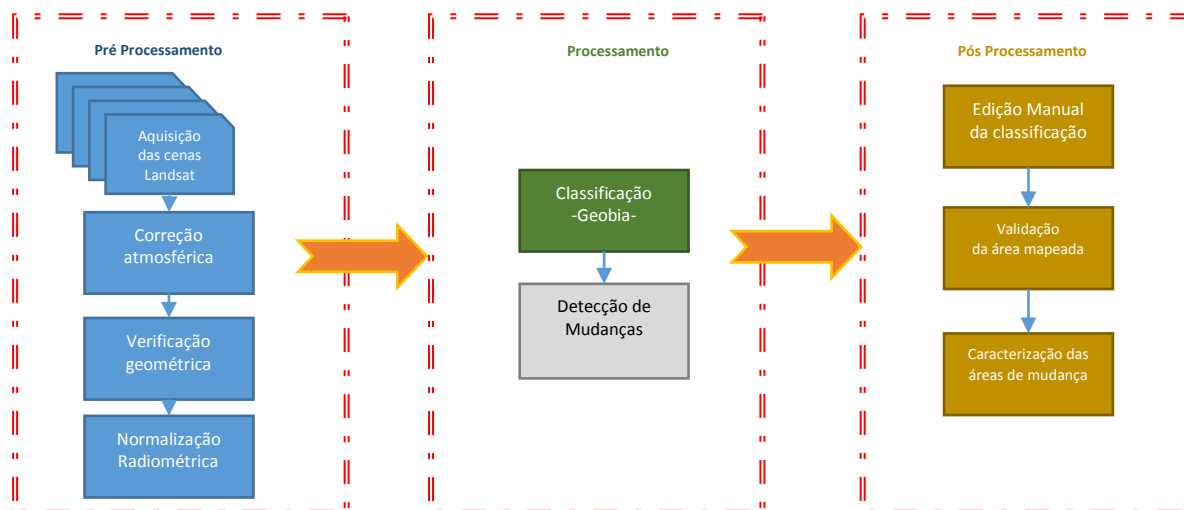 Pré Processamento
Aquisição
das cenas
Landsat
Correção
atmosférica
Verificação
geométrica
Normalização
Radiométrica
Processamento
Classificação
-Geobia-
Detecção de
Mudanças
Pós Processamento
Edição Manual
da classificação
Validação
da área mapeada
Caracterização das
áreas de mudança